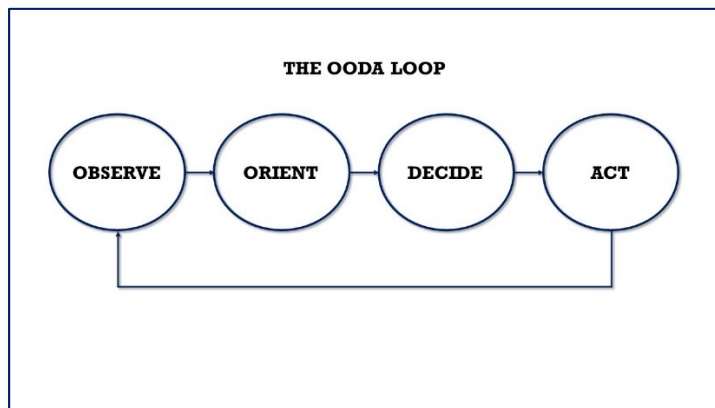 THE OODA LOOP
OBSERVE
ORIENT
DECIDE
ACT